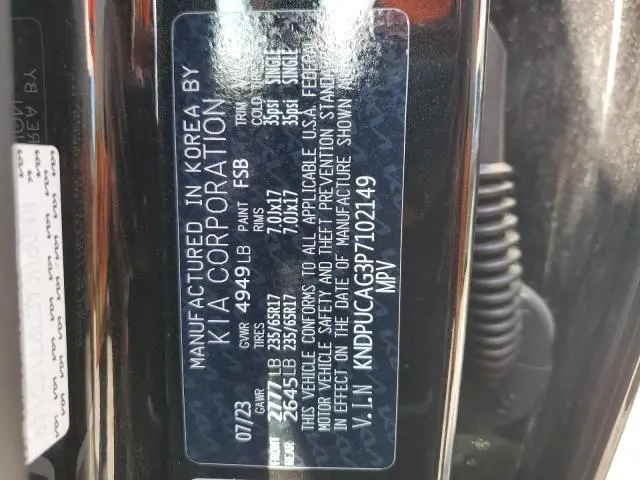 MANUFACTURED IN KOREA BY
KIA CORPORATION
07/23 GVWR 4949LB PAINT FSB TRIM
GAWR TIRES RIMS COLD
FRONT 2777LB 235/65R17 7.0Jx17 35psi SINGLE
REAR 2645LB 235/65R17 7.0Jx17 35psi SINGLE
THIS VEHICLE CONFORMS TO ALL APPLICABLE U.S.A. FEDERAL
MOTOR VEHICLE SAFETY AND THEFT PREVENTION STANDARDS
IN EFFECT ON THE DATE OF MANUFACTURE SHOWN
V.I.N KNDPUCAG3P7102149
MPV